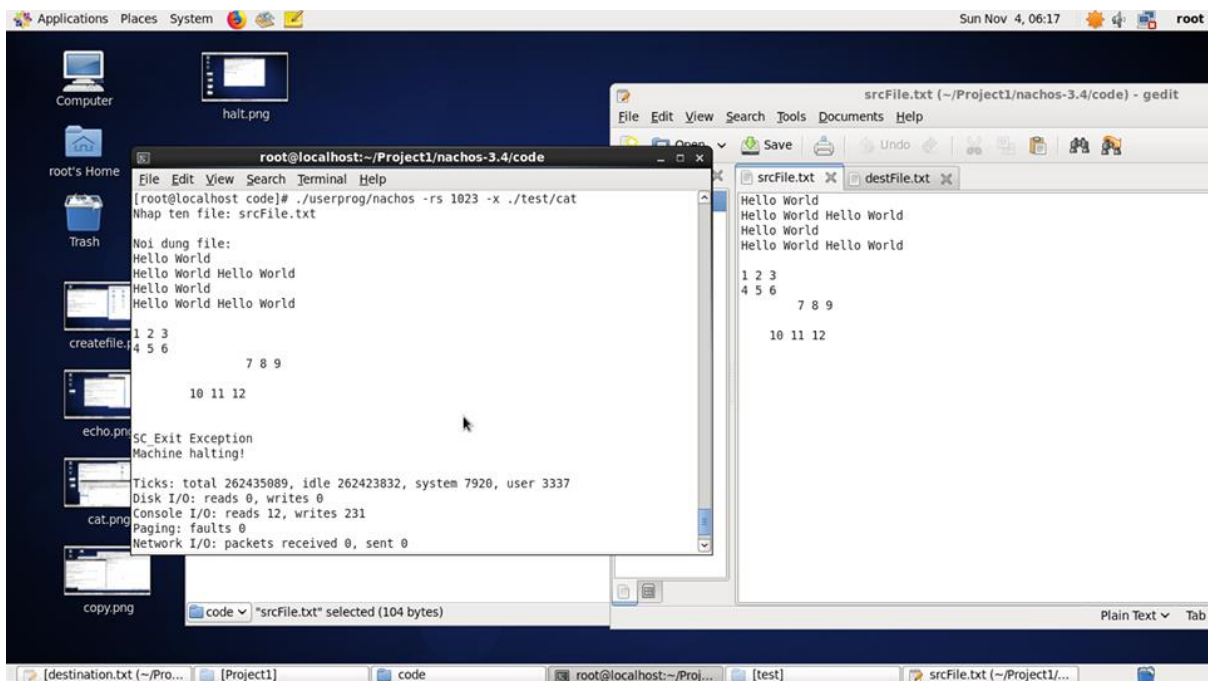 Applications Places System
Sun Nov 4, 06:17
root
Computer
halt.png
root's Home
Trash
echo.png
cat.png
copy.png
srcFile.txt (~/Project1/nachos-3.4/code) - gedit
File Edit View Search Tools Documents Help
Open Save Undo
srcFile.txt destFile.txt
Hello World
Hello World Hello World
Hello World
Hello World Hello World
1 2 3
4 5 6
7 8 9
10 11 12
Plain Text Tab
root@localhost:~/Project1/nachos-3.4/code
File Edit View Search Terminal Help
[root@localhost code]# ./userprog/nachos -rs 1023 -x ./test/cat
Nhap ten file: srcFile.txt
Noi dung file:
Hello World
Hello World Hello World
Hello World
Hello World Hello World
1 2 3
4 5 6
7 8 9
10 11 12
SC_Exit Exception
Machine halting!
Ticks: total 262435089, idle 262423832, system 7920, user 3337
Disk I/O: reads 0, writes 0
Console I/O: reads 12, writes 231
Paging: faults 0
Network I/O: packets received 0, sent 0
code "srcFile.txt" selected (104 bytes)
[destination.txt (~/Pro...
[Project1]
code
root@localhost:~/Proj...
[test]
srcFile.txt (~/Project1/...